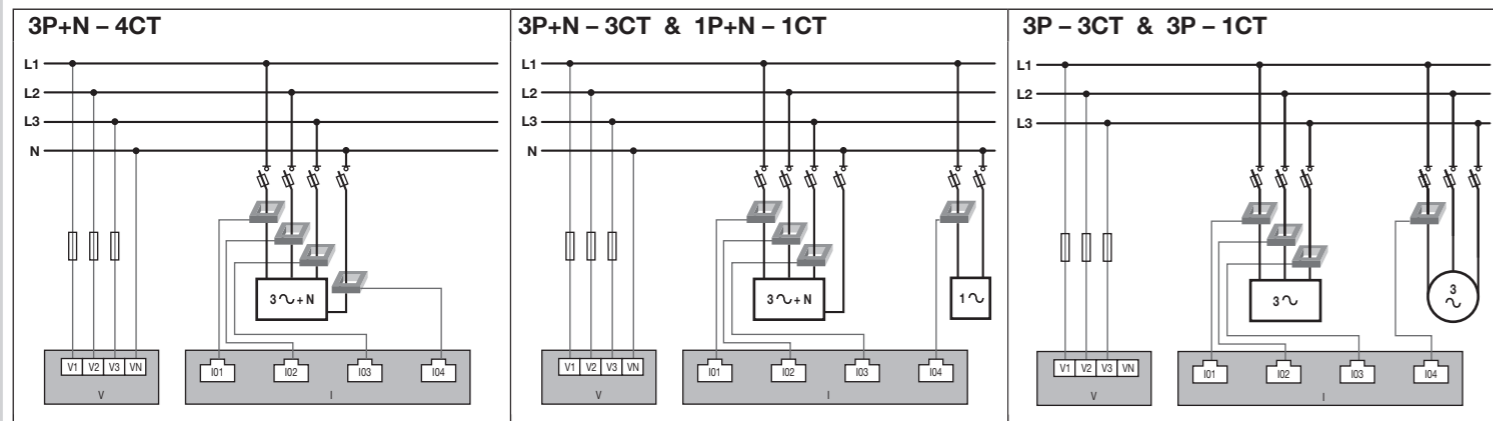 3P+N – 4CT
L1
L2
L3
N
3 ∿ + N
V1 V2 V3 VN
V
I01 I02 I03 I04
I
3P+N – 3CT & 1P+N – 1CT
L1
L2
L3
N
3 ∿ + N
1 ∿
V1 V2 V3 VN
V
I01 I02 I03 I04
I
3P – 3CT & 3P – 1CT
L1
L2
L3
3 ∿
3
∿
V1 V2 V3 VN
V
I01 I02 I03 I04
I